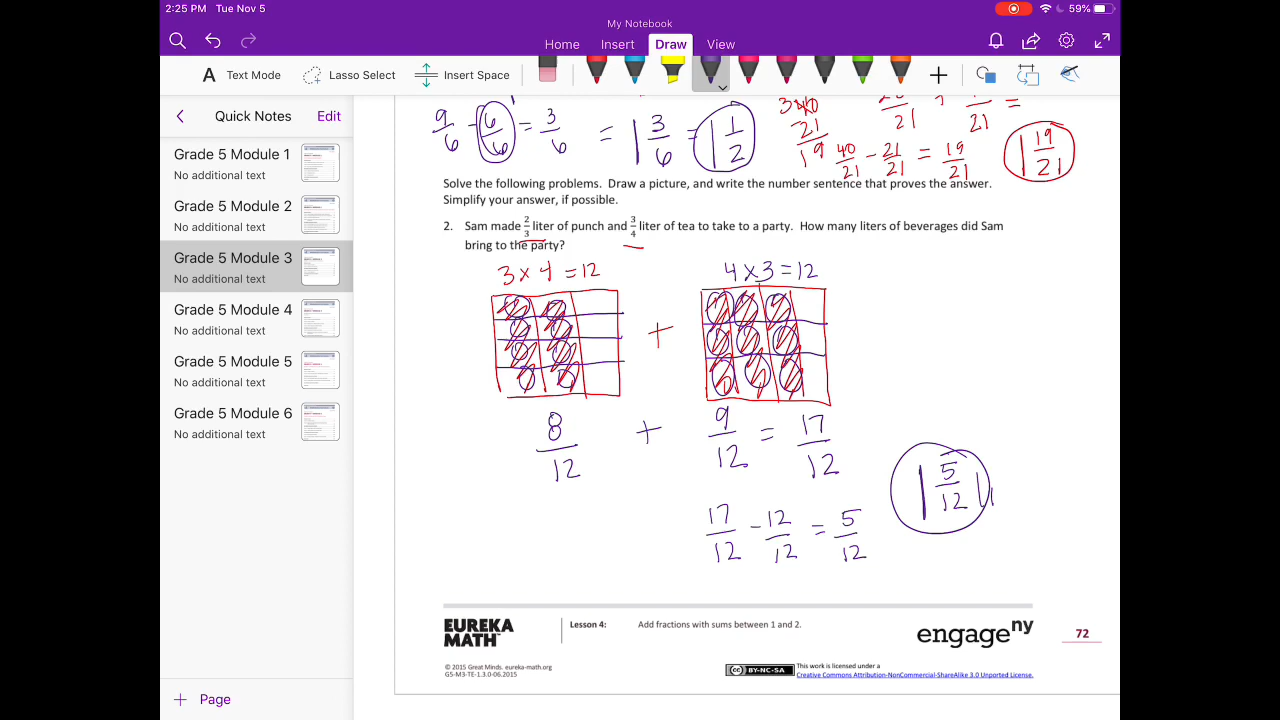 2:25 PM Tue Nov 5
59%
My Notebook
Home Insert Draw View
A Text Mode Lasso Select Insert Space
Quick Notes Edit
Grade 5 Module 1
No additional text
Grade 5 Module 2
No additional text
Grade 5 Module 3
No additional text
Grade 5 Module 4
No additional text
Grade 5 Module 5
No additional text
Grade 5 Module 6
No additional text
+ Page
9/6 - 6/6 = 3/6 = 1 3/6 = 1 1/2
21
19
40/21 - 21/21 = 19/21
1 19/21
Solve the following problems. Draw a picture, and write the number sentence that proves the answer.
Simplify your answer, if possible.
2. Sam made 2/3 liter of punch and 3/4 liter of tea to take to a party. How many liters of beverages did Sam
bring to the party?
3 x 4 = 12 4 x 3 = 12
+
8/12 + 9/12 = 17/12
1 5/12 l
17/12 - 12/12 = 5/12
EUREKA
MATH
Lesson 4: Add fractions with sums between 1 and 2.
engageny
72
© 2015 Great Minds. eureka-math.org
G5-M3-TE-1.3.0-06.2015
cc BY-NC-SA
This work is licensed under a
Creative Commons Attribution-NonCommercial-ShareAlike 3.0 Unported License.